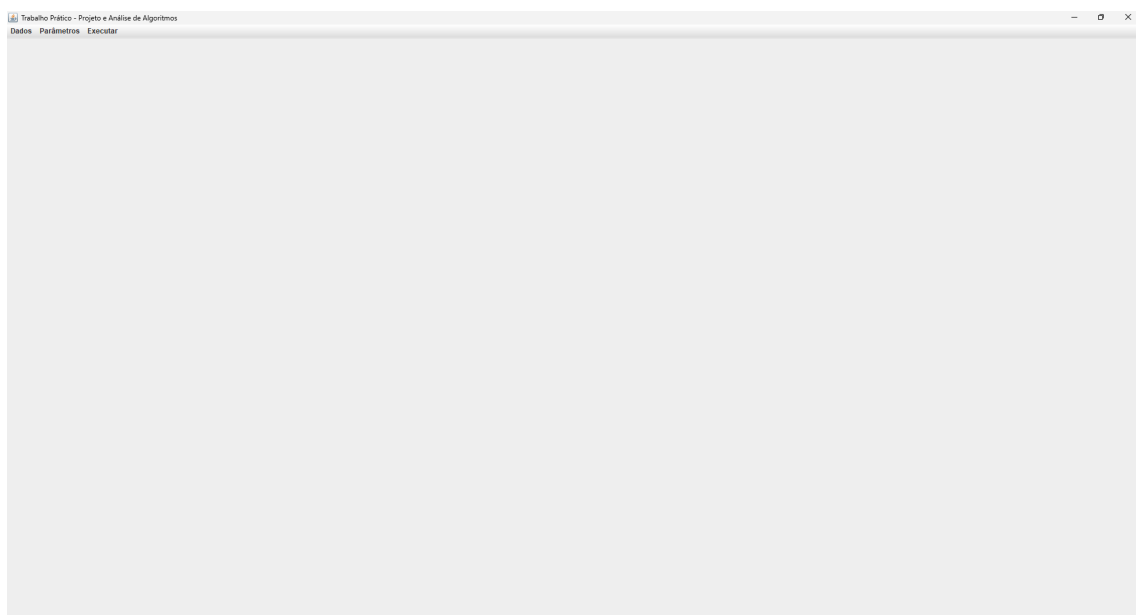 Trabalho Prático - Projeto e Análise de Algoritmos
Dados Parâmetros Executar